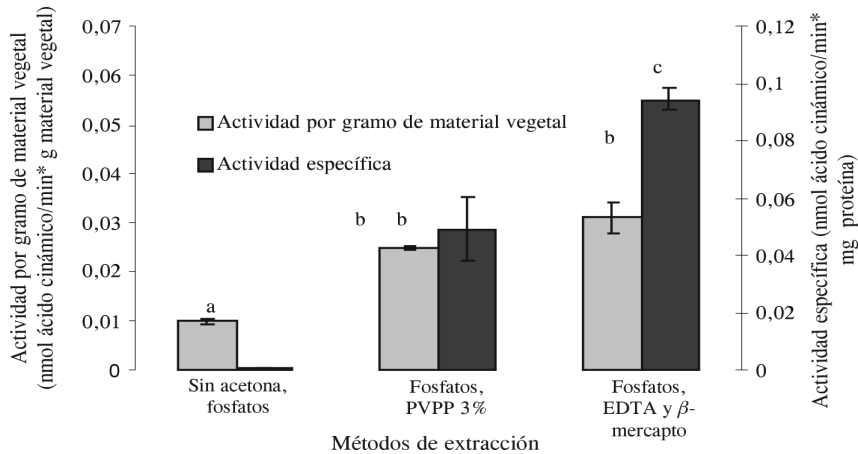 Actividad por gramo de material vegetal
(nmol ácido cinámico/min* g material vegetal)
0,07
0,06
0,05
0,04
0,03
0,02
0,01
0
Actividad por gramo de material vegetal
Actividad específica
a
b b
b
c
0,12
0,1
0,08
0,06
0,04
0,02
0
Actividad específica (nmol ácido cinámico/min*
mg proteína)
Sin acetona,
fosfatos
Fosfatos,
PVPP 3%
Fosfatos,
EDTA y β-
mercapto
Métodos de extracción